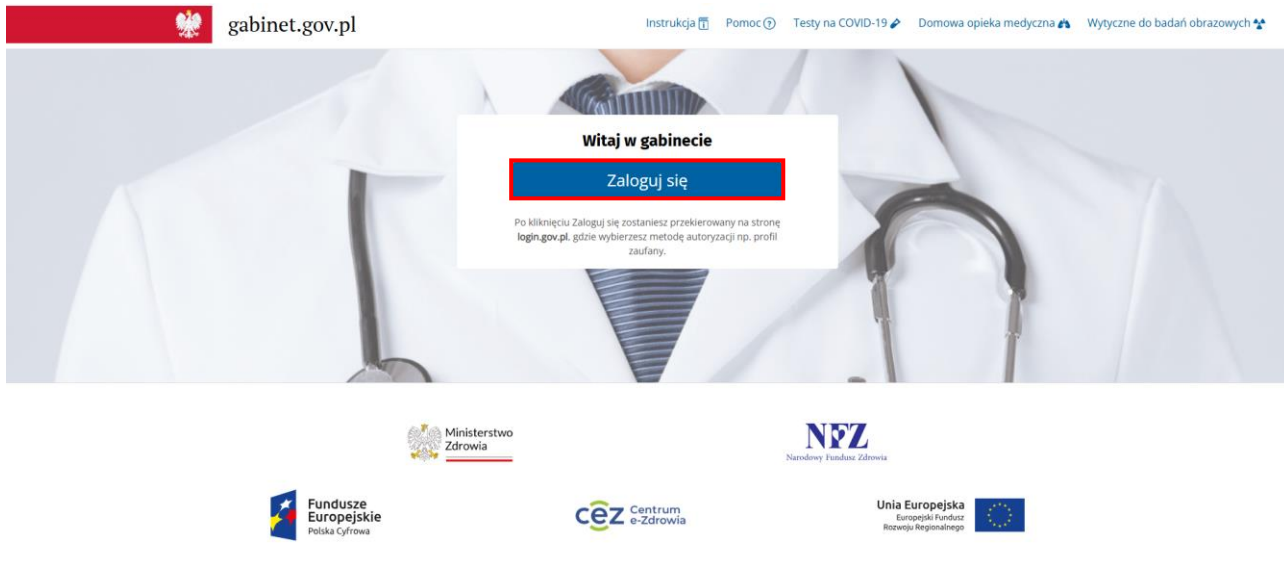 gabinet.gov.pl
Instrukcja
Pomoc
Testy na COVID-19
Domowa opieka medyczna
Wytyczne do badań obrazowych
Witaj w gabinecie
Zaloguj się
Po kliknięciu Zaloguj się zostaniesz przekierowany na stronę
login.gov.pl, gdzie wybierzesz metodę autoryzacji np. profil
zaufany.
Ministerstwo
Zdrowia
NFZ
Narodowy Fundusz Zdrowia
Fundusze
Europejskie
Polska Cyfrowa
cez Centrum
e-Zdrowia
Unia Europejska
Europejski Fundusz
Rozwoju Regionalnego